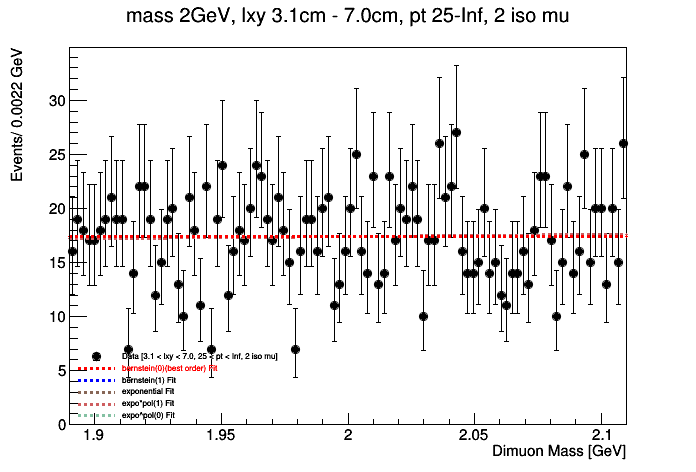 mass 2GeV, lxy 3.1cm - 7.0cm, pt 25-Inf, 2 iso mu
Events/ 0.0022 GeV
30
25
20
15
10
5
0
Data [3.1 < lxy < 7.0, 25 < pt < Inf, 2 iso mu]
bernstein(0)(best order) Fit
bernstein(1) Fit
exponential Fit
expo*pol(1) Fit
expo*pol(0) Fit
1.9
1.95
2
2.05
2.1
Dimuon Mass [GeV]